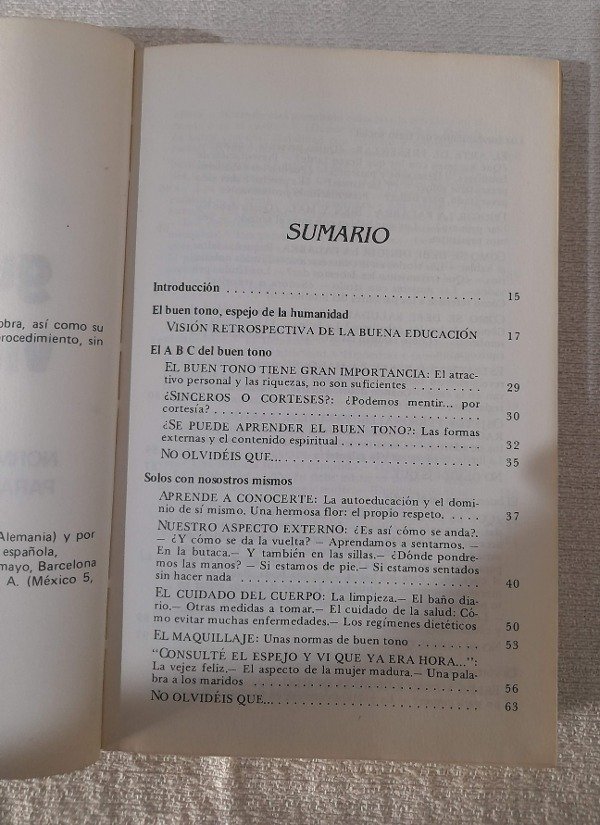 obra, así como su
procedimiento, sin
Alemania) y por
española,
mayo, Barcelona
A. (México 5,
SUMARIO
Introducción . . . . . . . . . . . . . . . . . . . . . . . . . . . . 15
El buen tono, espejo de la humanidad
VISIÓN RETROSPECTIVA DE LA BUENA EDUCACIÓN 17
El A B C del buen tono
EL BUEN TONO TIENE GRAN IMPORTANCIA: El atrac-
tivo personal y las riquezas, no son suficientes . . . . . . . . . 29
¿SINCEROS O CORTESES?: ¿Podemos mentir... por
cortesía? . . . . . . . . . . . . . . . . . . . . . . . . . . . . 30
¿SE PUEDE APRENDER EL BUEN TONO?: Las formas
externas y el contenido espiritual . . . . . . . . . . . . . . . . 32
NO OLVIDÉIS QUE... . . . . . . . . . . . . . . . . . . . . . . 35
Solos con nosostros mismos
APRENDE A CONOCERTE: La autoeducación y el domi-
nio de sí mismo. Una hermosa flor: el propio respeto. . . . . 37
NUESTRO ASPECTO EXTERNO: ¿Es así cómo se anda?.
— ¿Y cómo se da la vuelta?— Aprendamos a sentarnos. —
En la butaca.— Y también en las sillas.— ¿Dónde pondre-
mos las manos? — Si estamos de pie.— Si estamos sentados
sin hacer nada . . . . . . . . . . . . . . . . . . . . . . . . . . 40
EL CUIDADO DEL CUERPO: La limpieza.— El baño dia-
rio.— Otras medidas a tomar.— El cuidado de la salud: Có-
mo evitar muchas enfermedades.— Los regímenes dietéticos 50
EL MAQUILLAJE: Unas normas de buen tono . . . . . . . . 53
"CONSULTÉ EL ESPEJO Y VI QUE YA ERA HORA...":
La vejez feliz.— El aspecto de la mujer madura.— Una pala-
bra a los maridos . . . . . . . . . . . . . . . . . . . . . . . . 56
NO OLVIDÉIS QUE... . . . . . . . . . . . . . . . . . . . . . . 63